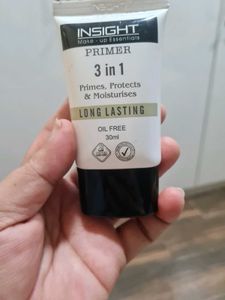 INSIGHT
Make-up Essentials
PRIMER
3 in 1
Primes, Protects
& Moisturises
LONG LASTING
OIL FREE
30ml